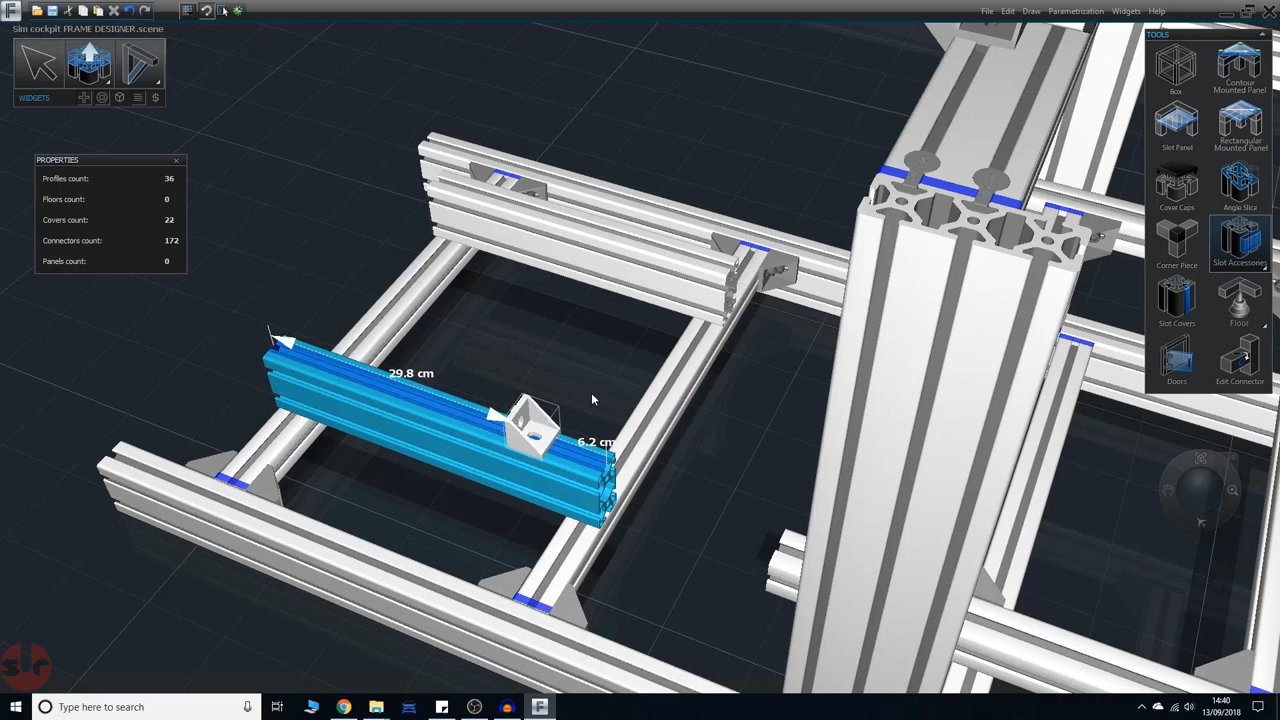 File Edit Draw Parametrization Widgets Help
Sim cockpit FRAME DESIGNER.scene
TOOLS
WIDGETS
$
Box
Contour
Mounted Panel
Slot Panel
Rectangular
Mounted Panel
PROPERTIES
Profiles count: 36
Floors count: 0
Covers count: 22
Connectors count: 172
Panels count: 0
Cover Caps
Angle Slice
Corner Piece
Slot Accessories
Slot Covers
Floor
Doors
Edit Connector
29.8 cm
6.2 cm
slr
Type here to search
14:40
13/09/2018